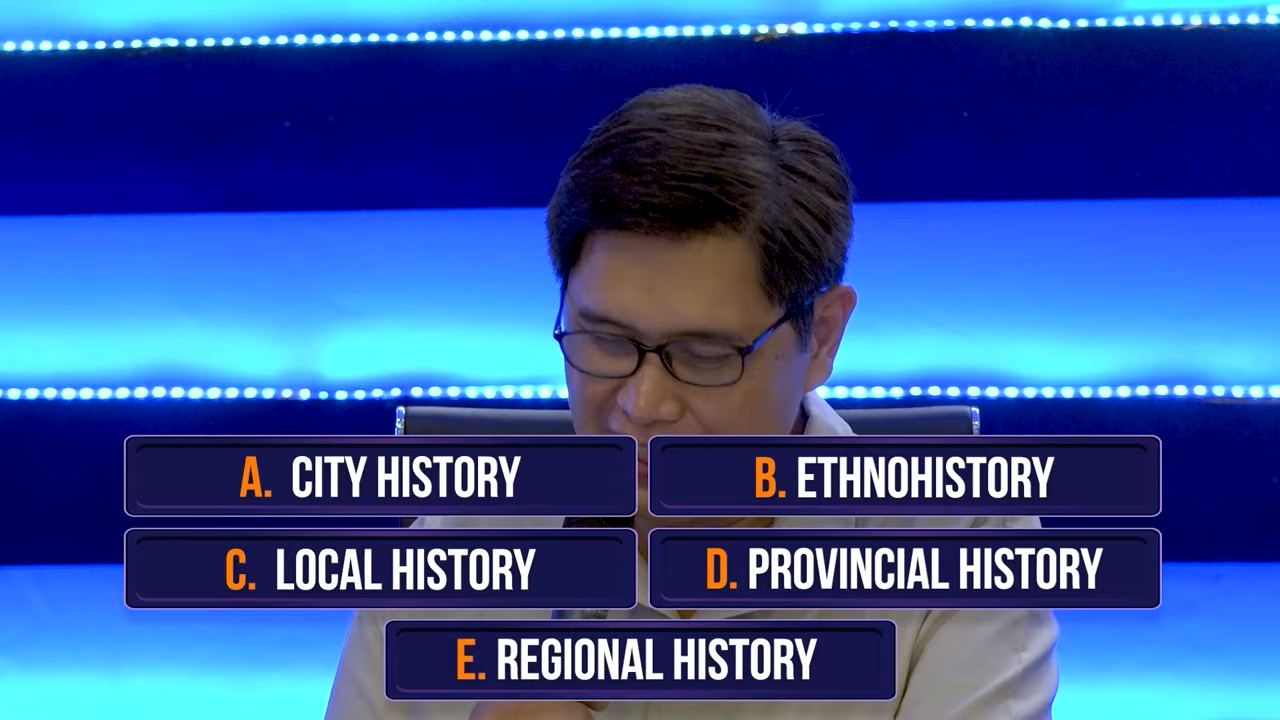 A. CITY HISTORY
B. ETHNOHISTORY
C. LOCAL HISTORY
D. PROVINCIAL HISTORY
E. REGIONAL HISTORY